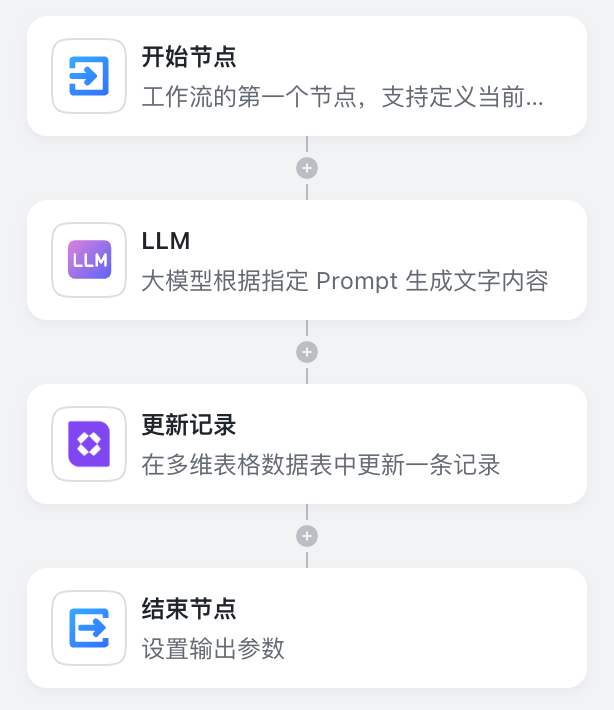 开始节点
工作流的第一个节点，支持定义当前...
LLM
LLM
大模型根据指定 Prompt 生成文字内容
更新记录
在多维表格数据表中更新一条记录
结束节点
设置输出参数